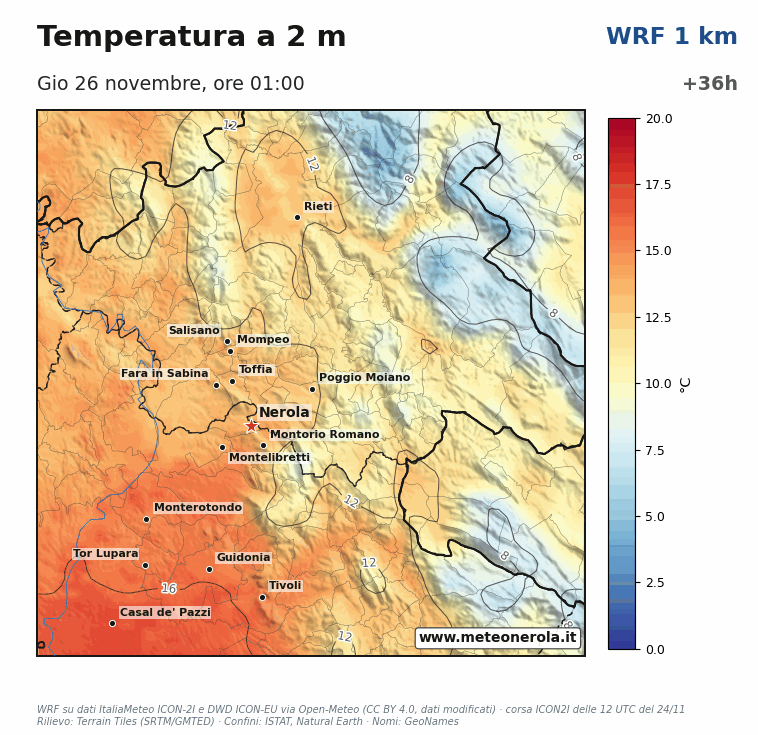 Temperatura a 2 m
WRF 1 km
Gio 26 novembre, ore 01:00
+36h
12
12
8
8
8
Rieti
8
Salisano
Mompeo
Toffia
Fara in Sabina
Poggio Moiano
Nerola
Montorio Romano
Montelibretti
12
Monterotondo
Tor Lupara
Guidonia
12
8
16
Tivoli
Casal de' Pazzi
12
8
www.meteonerola.it
20.0
17.5
15.0
12.5
10.0
7.5
5.0
2.5
0.0
°C
WRF su dati ItaliaMeteo ICON-2I e DWD ICON-EU via Open-Meteo (CC BY 4.0, dati modificati) · corsa ICON2I delle 12 UTC del 24/11
Rilievo: Terrain Tiles (SRTM/GMTED) · Confini: ISTAT, Natural Earth · Nomi: GeoNames